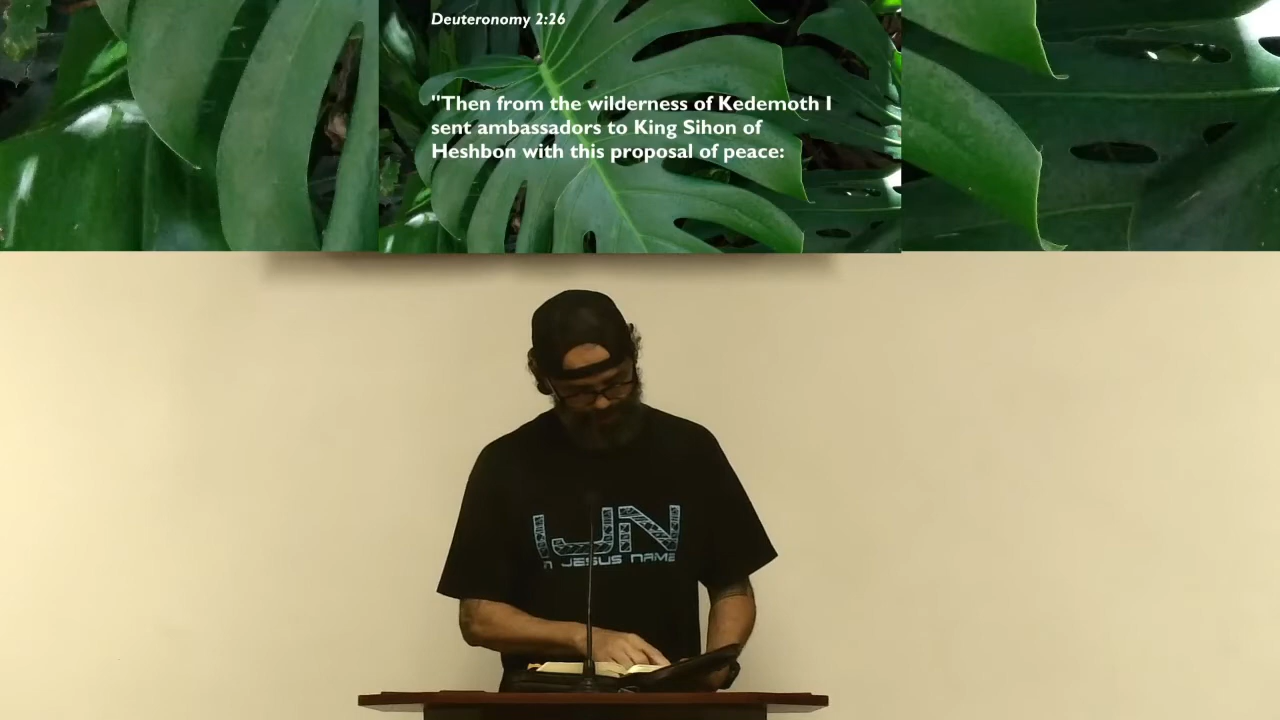 Deuteronomy 2:26
"Then from the wilderness of Kedemoth I
sent ambassadors to King Sihon of
Heshbon with this proposal of peace:
IJN
N JESUS NAME